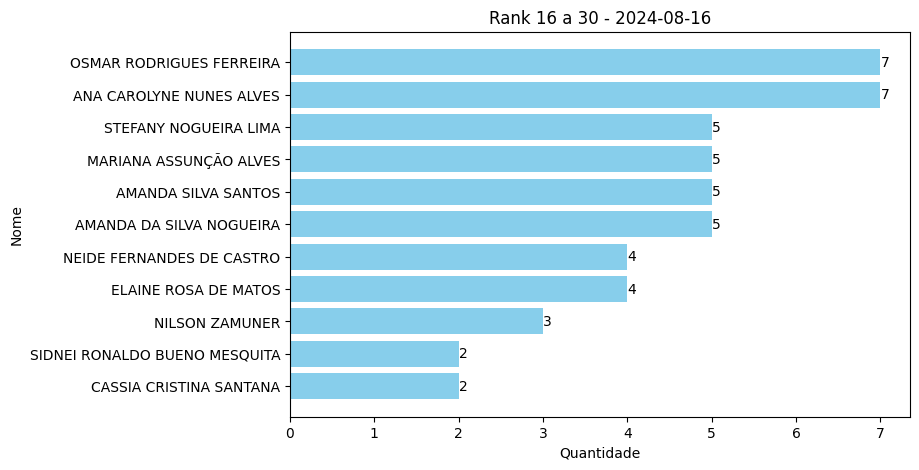 Rank 16 a 30 - 2024-08-16
OSMAR RODRIGUES FERREIRA 7
ANA CAROLYNE NUNES ALVES 7
STEFANY NOGUEIRA LIMA 5
MARIANA ASSUNÇÃO ALVES 5
AMANDA SILVA SANTOS 5
AMANDA DA SILVA NOGUEIRA 5
NEIDE FERNANDES DE CASTRO 4
ELAINE ROSA DE MATOS 4
NILSON ZAMUNER 3
SIDNEI RONALDO BUENO MESQUITA 2
CASSIA CRISTINA SANTANA 2
Nome
0 1 2 3 4 5 6 7
Quantidade